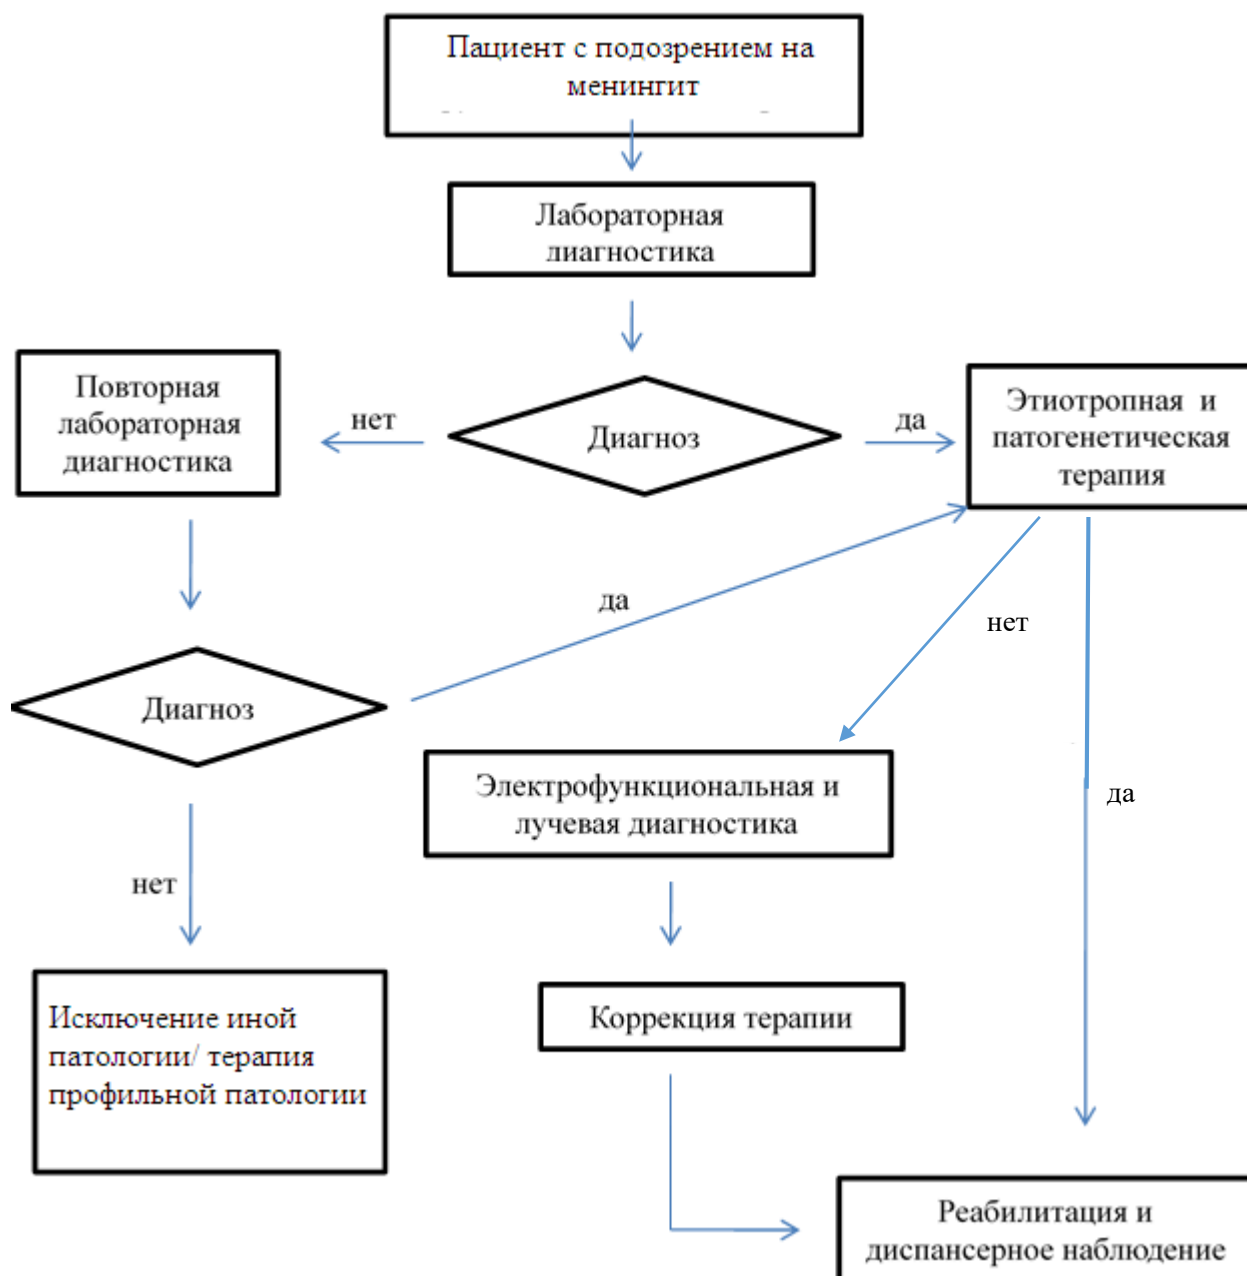 Пациент с подозрением на
менингит
Лабораторная
диагностика
Повторная
лабораторная
диагностика
нет
Диагноз
да
Этиотропная и
патогенетическая
терапия
да
нет
Диагноз
Электрофункциональная и
лучевая диагностика
да
нет
Исключение иной
патологии/ терапия
профильной патологии
Коррекция терапии
Реабилитация и
диспансерное наблюдение